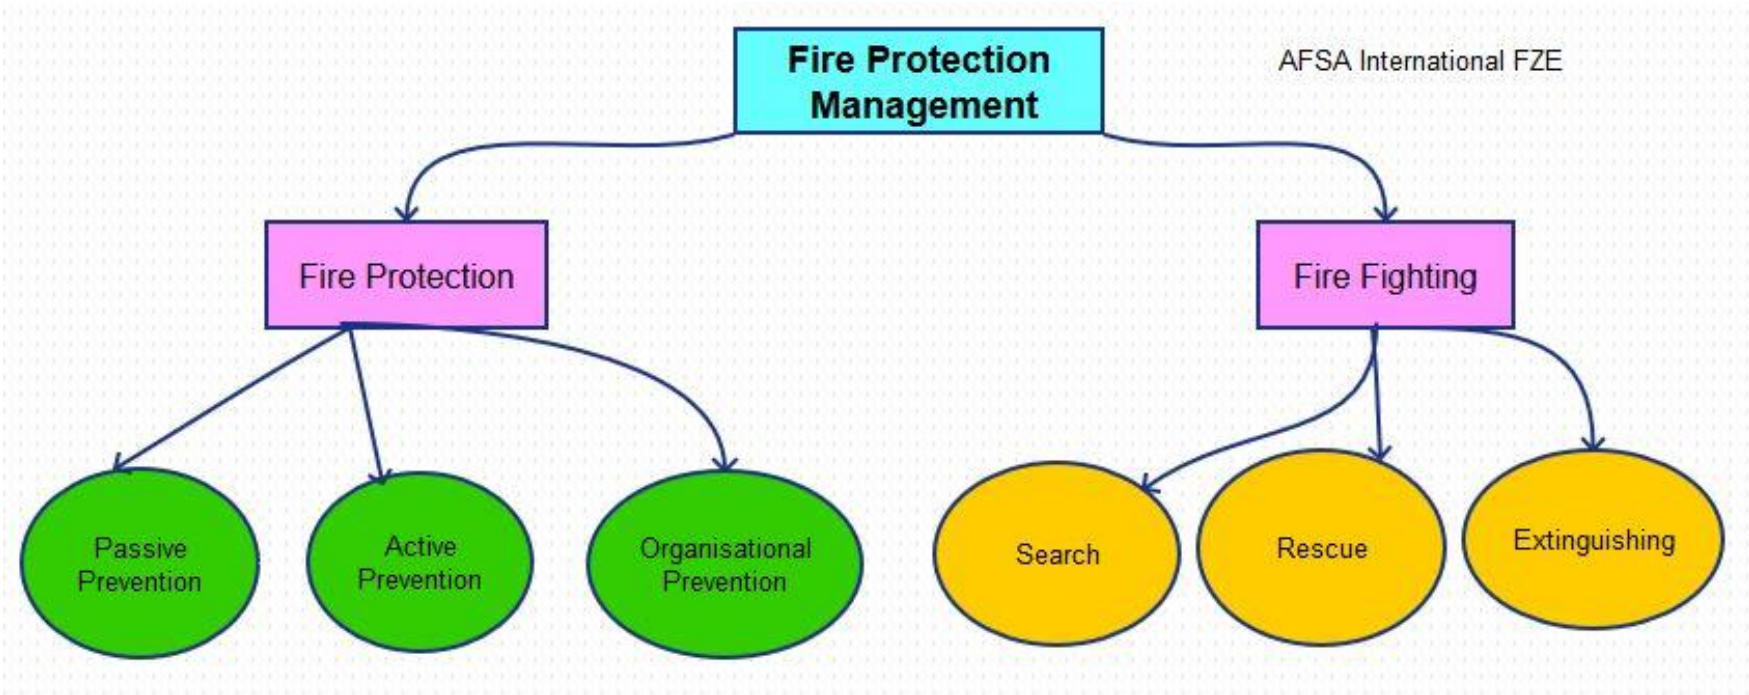 Fire Protection
Management
AFSA International FZE
Fire Protection
Fire Fighting
Passive
Prevention
Active
Prevention
Organisational
Prevention
Search
Rescue
Extinguishing